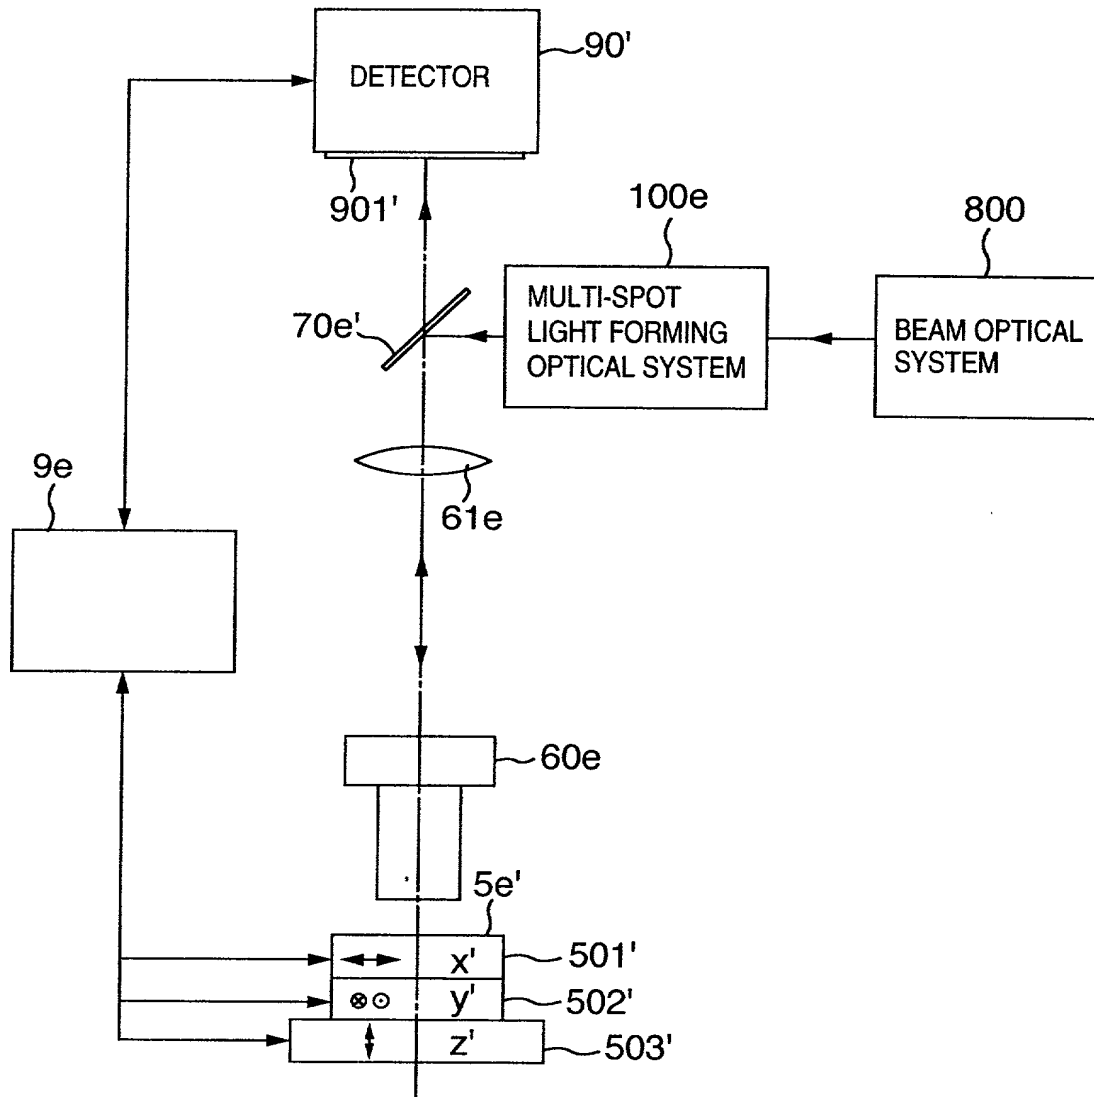 90'
DETECTOR
901'
100e
800
MULTI-SPOT
LIGHT FORMING
OPTICAL SYSTEM
BEAM OPTICAL
SYSTEM
70e'
9e
61e
60e
5e'
x' 501'
y' 502'
z' 503'